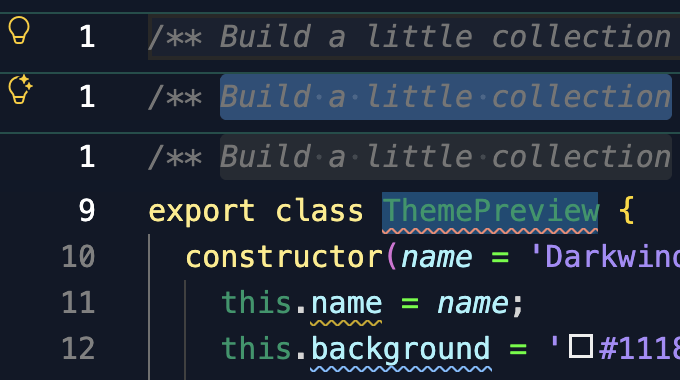 1 /** Build a little collection
1 /** Build a little collection
1 /** Build a little collection
9 export class ThemePreview {
10 constructor(name = 'Darkwind
11 this.name = name;
12 this.background = '#1118